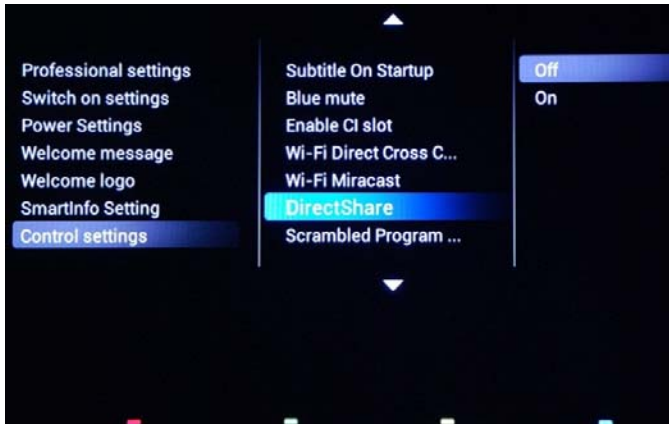 Professional settings
Switch on settings
Power Settings
Welcome message
Welcome logo
SmartInfo Setting
Control settings
Subtitle On Startup
Blue mute
Enable CI slot
Wi-Fi Direct Cross C...
Wi-Fi Miracast
DirectShare
Scrambled Program ...
Off
On